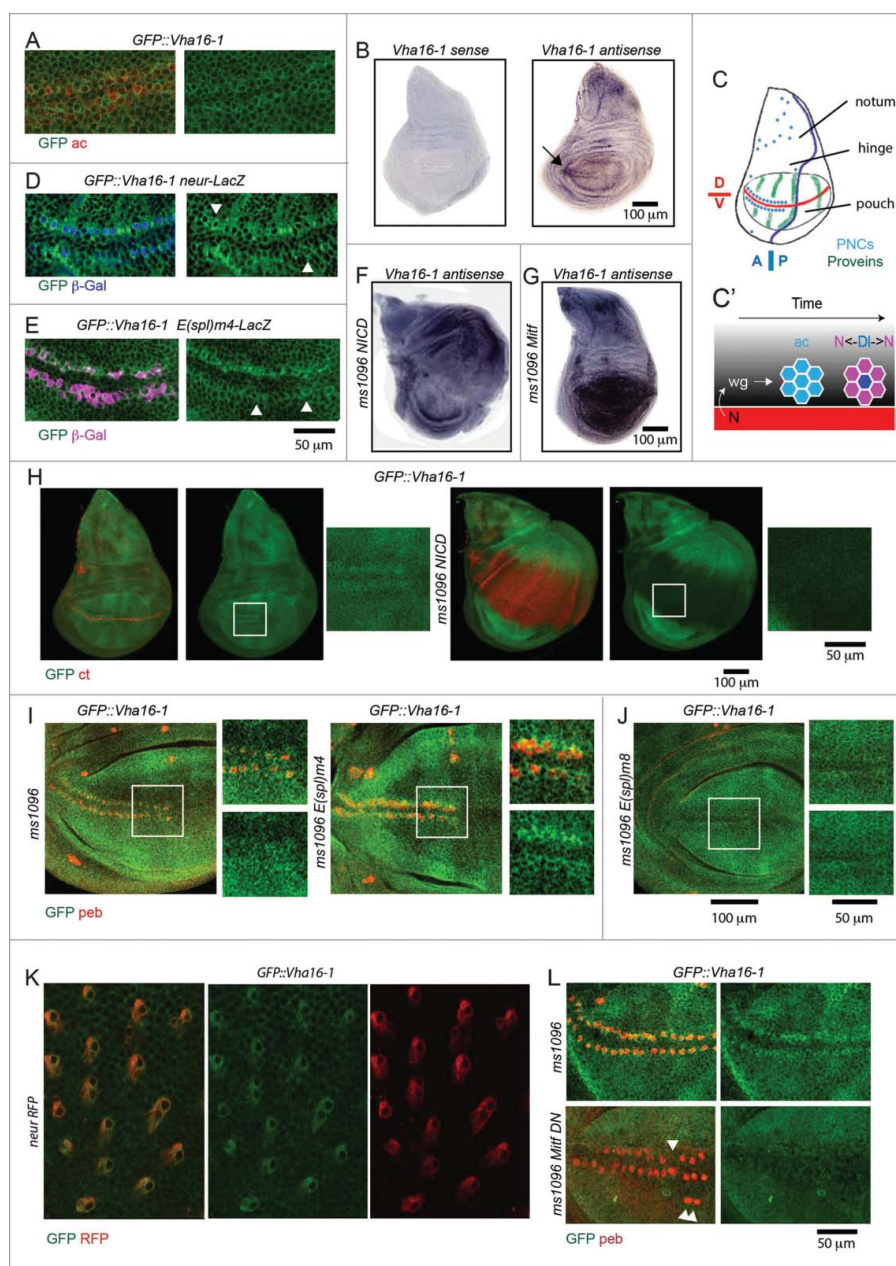 A
GFP::Vha16-1
GFP ac
B
Vha16-1 sense
Vha16-1 antisense
100 μm
C
notum
hinge
pouch
D
V
A P
PNCs
Proveins
D
GFP::Vha16-1 neur-LacZ
GFP β-Gal
E
GFP::Vha16-1 E(spl)m4-LacZ
GFP β-Gal
50 μm
F
Vha16-1 antisense
ms1096 NICD
G
Vha16-1 antisense
ms1096 Mitf
100 μm
C'
Time
ac
N<-Dl->N
wg
N
H
GFP::Vha16-1
ms1096 NICD
GFP ct
100 μm
50 μm
I
GFP::Vha16-1
GFP::Vha16-1
ms1096
ms1096 E(spl)m4
GFP peb
J
GFP::Vha16-1
ms1096 E(spl)m8
100 μm
50 μm
K
GFP::Vha16-1
neur RFP
GFP RFP
L
GFP::Vha16-1
ms1096
ms1096 Mitf DN
GFP peb
50 μm